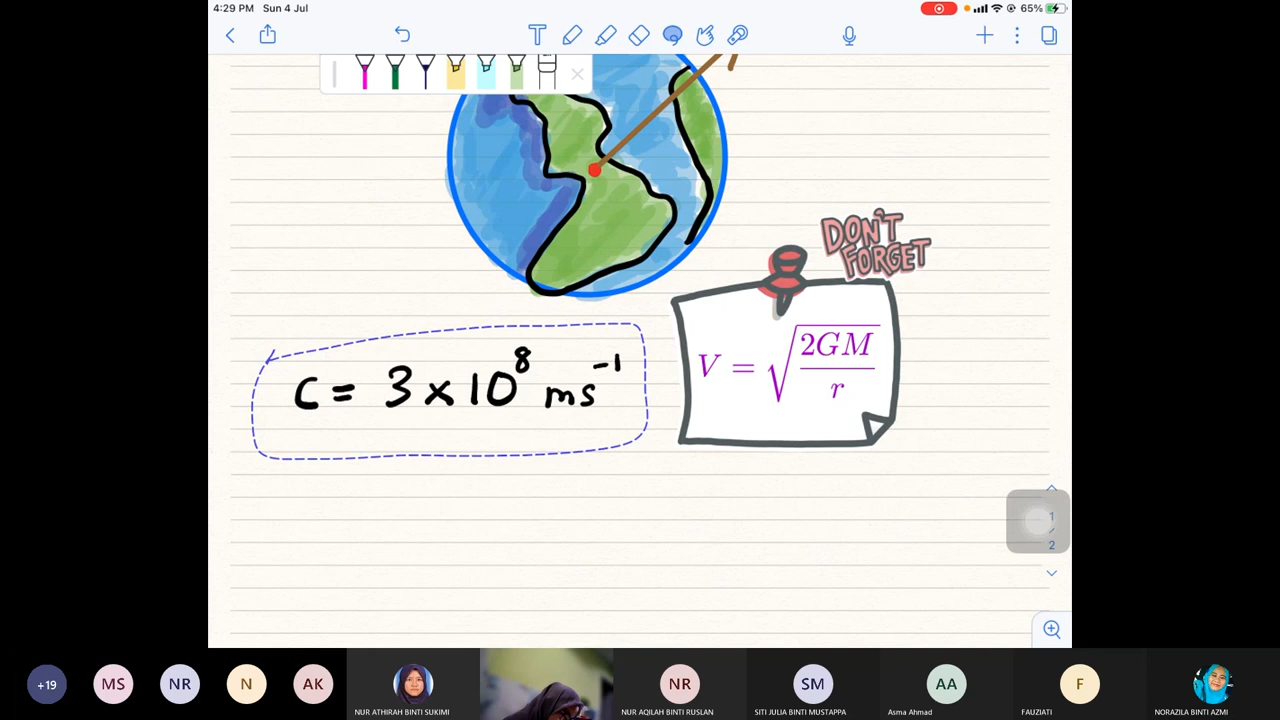 4:29 PM Sun 4 Jul
65%
DON'T
FORGET
V = √(2GM/r)
C = 3 x 10⁸ ms⁻¹
1
/
2
+19
MS
NR
N
AK
NR
SM
AA
F
NUR ATHIRAH BINTI SUKIMI
NUR AQILAH BINTI RUSLAN
SITI JULIA BINTI MUSTAPPA
Asma Ahmad
FAUZIATI
NORAZILA BINTI AZMI